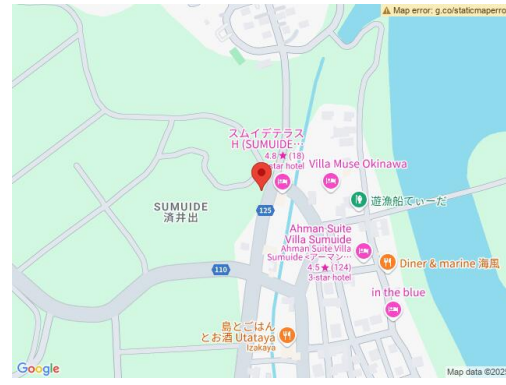 Map error: g.co/staticmaperro
スムイデテラス
H (SUMUIDE…
4.8 ★ (18)
star hotel
Villa Muse Okinawa
遊漁船てぃーだ
SUMUIDE
済井出
125
Ahman Suite
Villa Sumuide
Ahman Suite Villa
Sumuide <アーマン…
4.5 ★ (124)
3-star hotel
Diner & marine 海風
110
in the blue
島とごはん
とお酒 Utataya
Izakaya
Google
Map data ©202